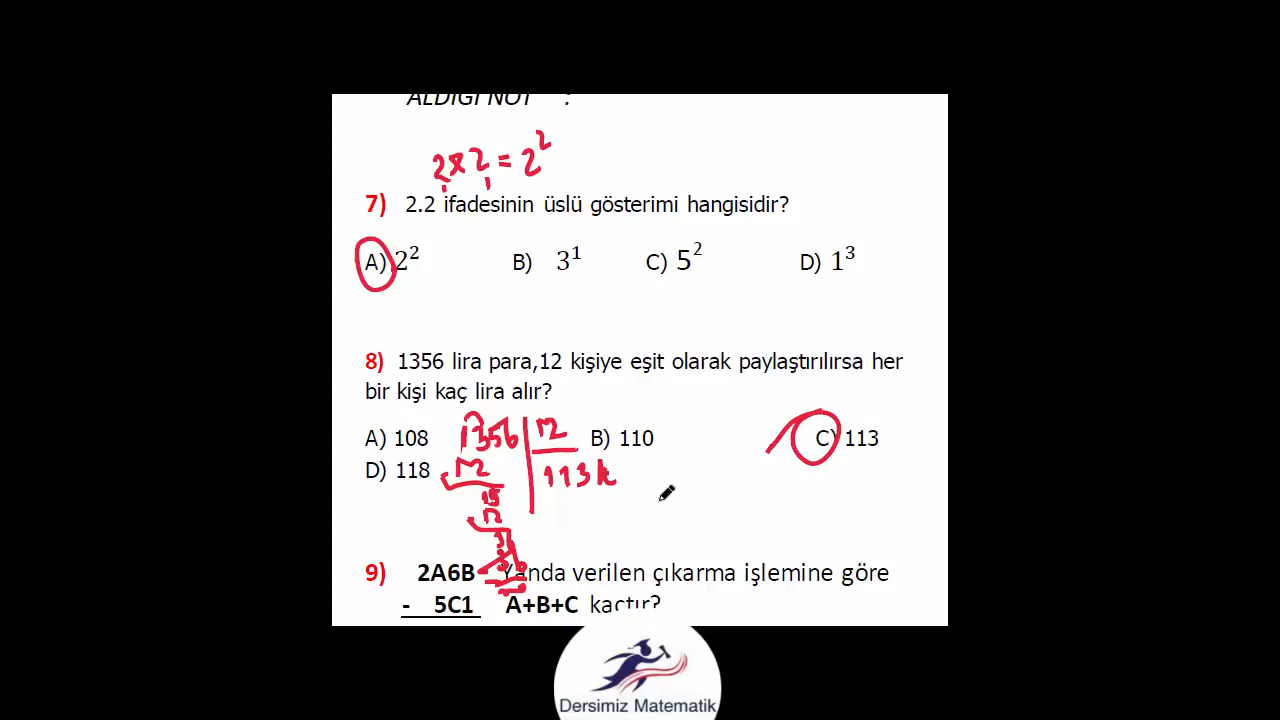 ALDIĞI NOT :
2x2 = 2²
7) 2.2 ifadesinin üslü gösterimi hangisidir?
A) 2² B) 3¹ C) 5² D) 1³
8) 1356 lira para,12 kişiye eşit olarak paylaştırılırsa her
bir kişi kaç lira alır?
A) 108 1356 12 B) 110 C) 113
D) 118 12 113
9) 2A6B Yanda verilen çıkarma işlemine göre
- 5C1 A+B+C kaçtır?
Dersimiz Matematik